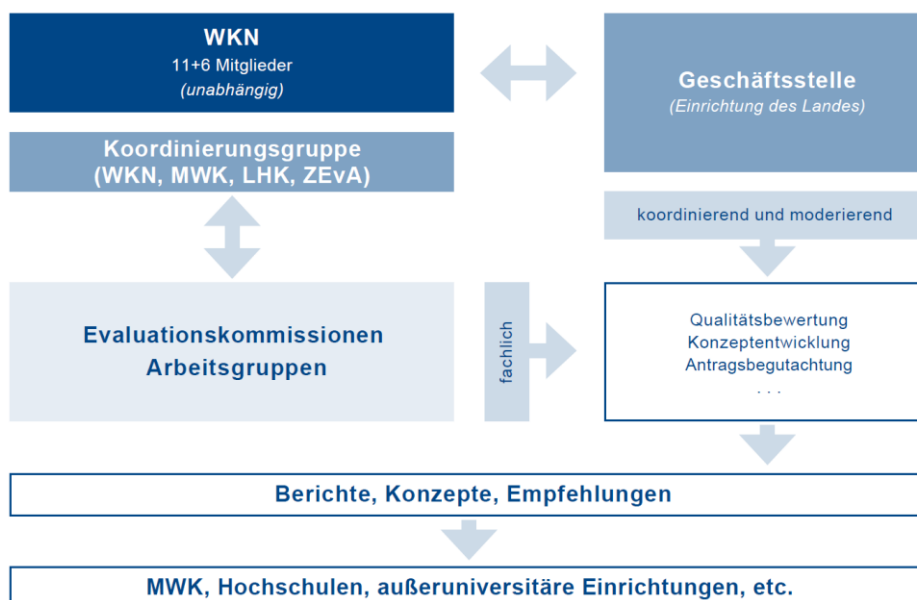 WKN
11+6 Mitglieder
(unabhängig)
Geschäftsstelle
(Einrichtung des Landes)
Koordinierungsgruppe
(WKN, MWK, LHK, ZEvA)
koordinierend und moderierend
Evaluationskommissionen
Arbeitsgruppen
fachlich
Qualitätsbewertung
Konzeptentwicklung
Antragsbegutachtung
. . .
Berichte, Konzepte, Empfehlungen
MWK, Hochschulen, außeruniversitäre Einrichtungen, etc.